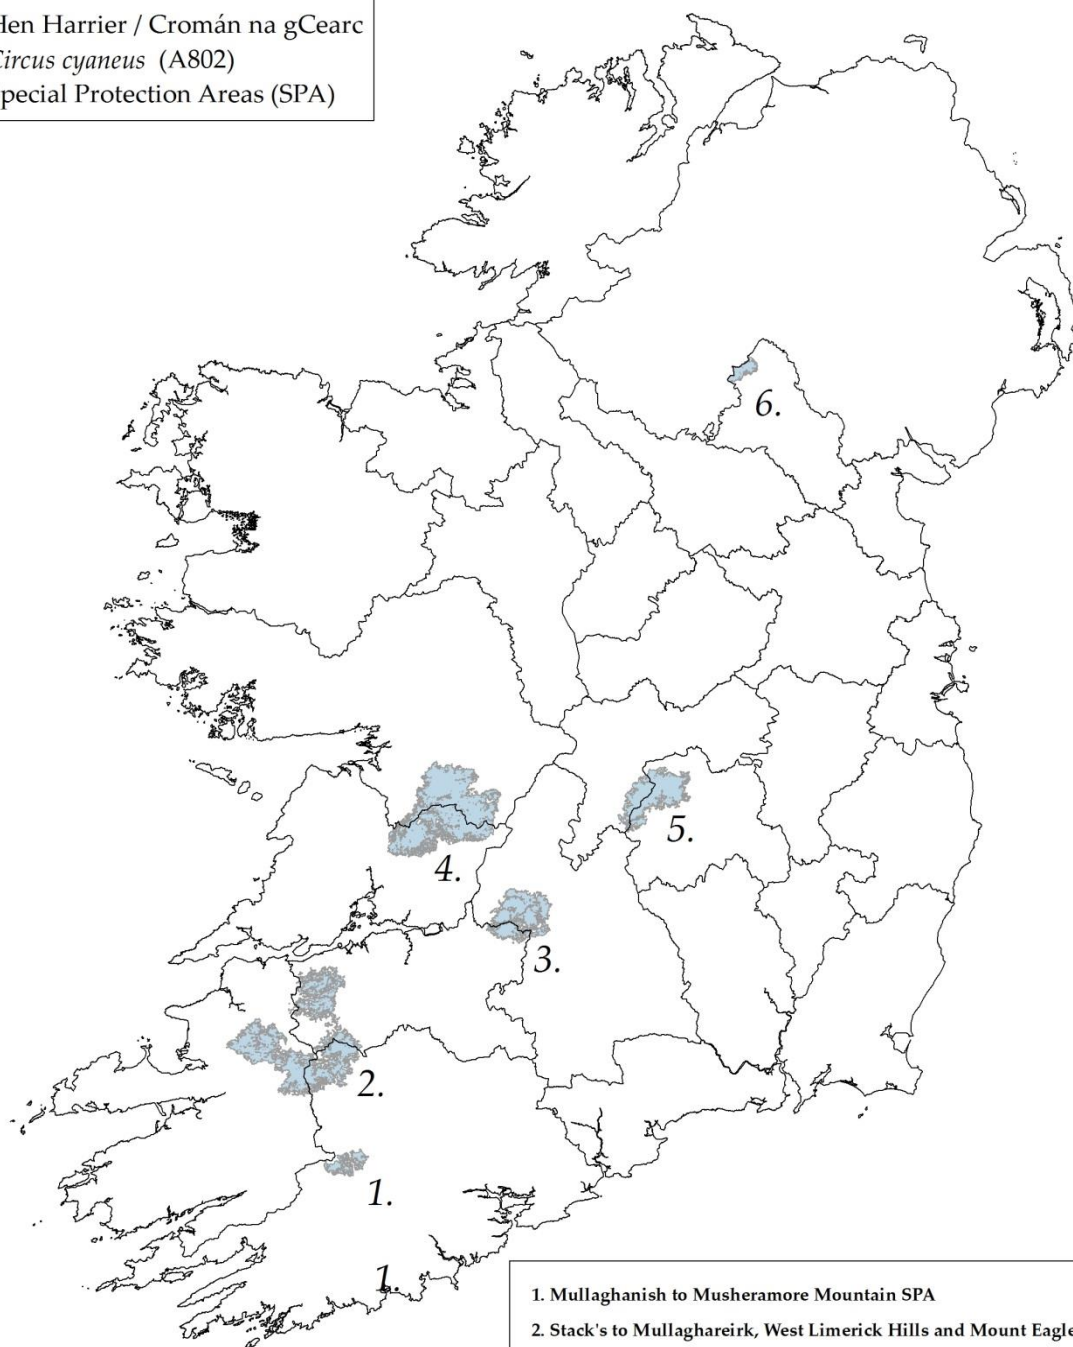 Hen Harrier / Cromán na gCearc
Circus cyaneus (A802)
pecial Protection Areas (SPA)
6.
5.
4.
3.
2.
1.
1.
1. Mullaghanish to Musheramore Mountain SPA
2. Stack's to Mullaghareirk, West Limerick Hills and Mount Eagle